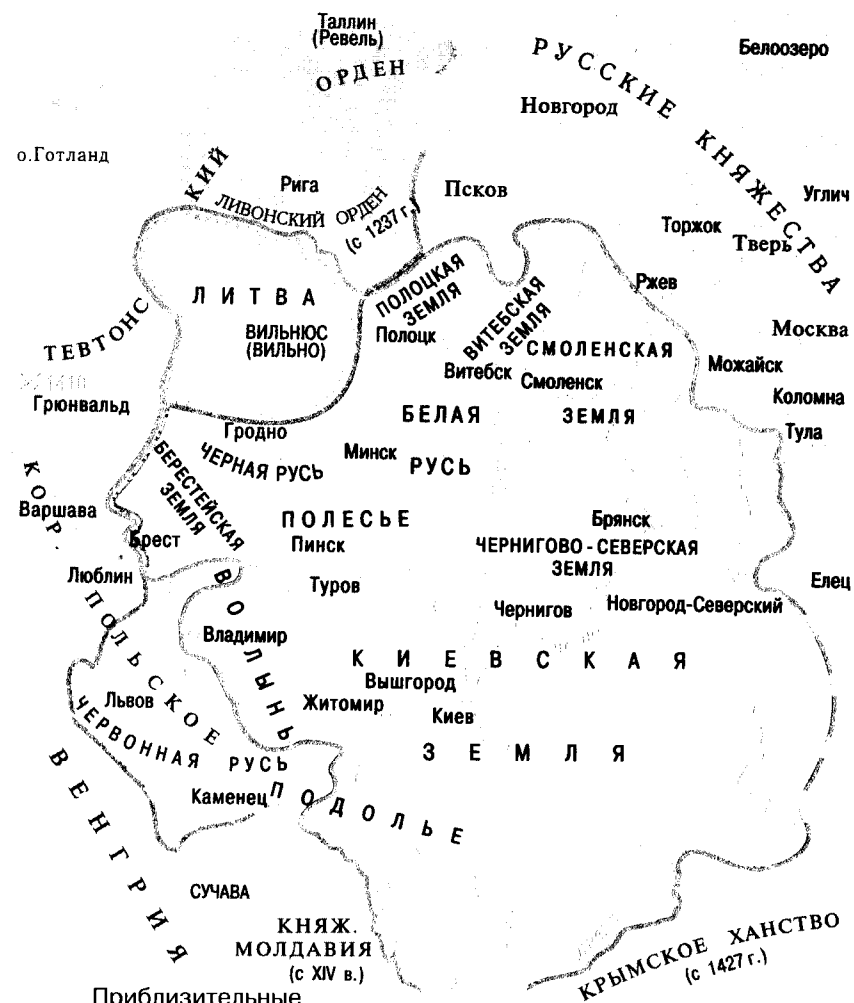 Таллин
(Ревель)
ОРДЕН
РУССКИЕ КНЯЖЕСТВА
Белоозеро
Новгород
о.Готланд
ТЕВТОНС
КИЙ
Рига
ЛИВОНСКИЙ ОРДЕН
(с 1237 г.)
Псков
Углич
Торжок
Тверь
Ржев
ЛИТВА
ВИЛЬНЮС
(ВИЛЬНО)
ПОЛОЦКАЯ
ЗЕМЛЯ
Полоцк
ВИТЕБСКАЯ
ЗЕМЛЯ
Витебск
СМОЛЕНСКАЯ
Смоленск
ЗЕМЛЯ
Москва
Можайск
Коломна
Тула
Грюнвальд
Гродно
ЧЕРНАЯ РУСЬ
Минск
БЕЛАЯ
РУСЬ
БЕРЕСТЕЙСКАЯ
ЗЕМЛЯ
КОР. ПОЛЬСКОЕ
Варшава
Брест
Люблин
ПОЛЕСЬЕ
Пинск
Туров
Брянск
ЧЕРНИГОВО-СЕВЕРСКАЯ
ЗЕМЛЯ
Чернигов
Новгород-Северский
Елец
ВОЛЫНЬ
Владимир
КИЕВСКАЯ
Вышгород
Житомир
Киев
ЗЕМЛЯ
Львов
ЧЕРВОННАЯ РУСЬ
Каменец
ПОДОЛЬЕ
ВЕНГРИЯ
СУЧАВА
КНЯЖ.
МОЛДАВИЯ
(с XIV в.)
КРЫМСКОЕ ХАНСТВО
(с 1427 г.)
Приблизительные